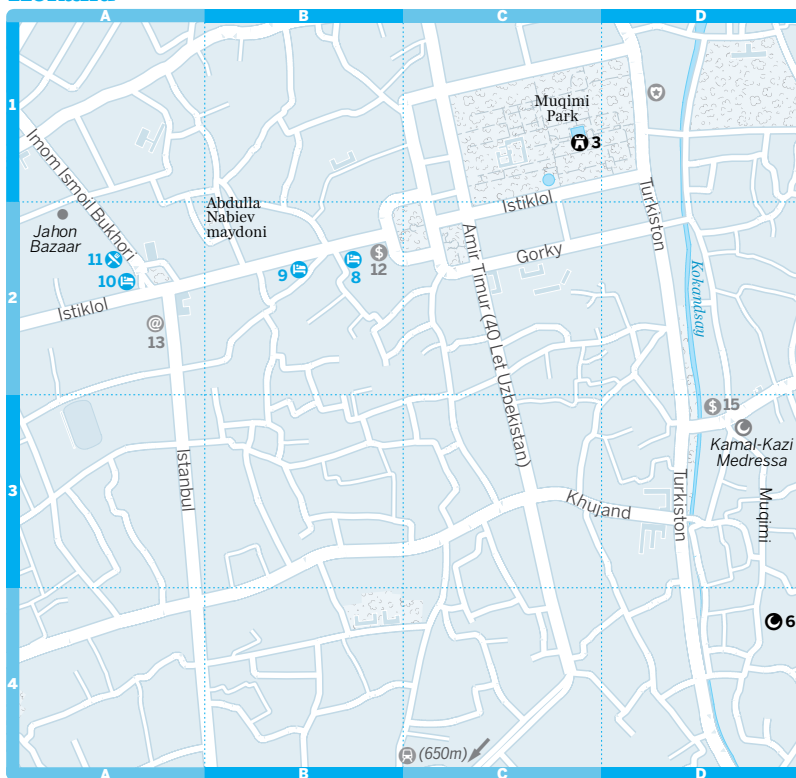 A
B
C
D
1
Muqimi
Park
3
Imom Ismoil Bukhori
Istiklol
Turkiston
Abdulla
Nabiev
maydoni
Jahon
Bazaar
Amir Timur (40 Let Uzbekistan)
Gorky
Kokandsay
11
10
9
8
$
12
2
Istiklol
@
13
$
15
Kamal-Kazi
Medressa
Istanbul
3
Khujand
Turkiston
Muqimi
6
4
(650m)
A
B
C
D